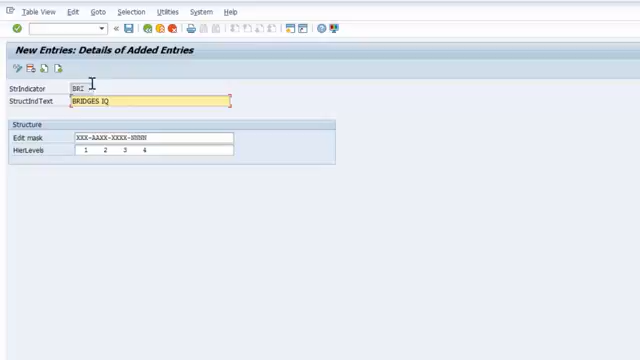 Table View Edit Goto Selection Utilities System Help
New Entries: Details of Added Entries
StrIndicator BRI
StructIndText BRIDGES IQ
Structure
Edit mask XXX-AAXX-XXXX-NNNN
HierLevels 1 2 3 4